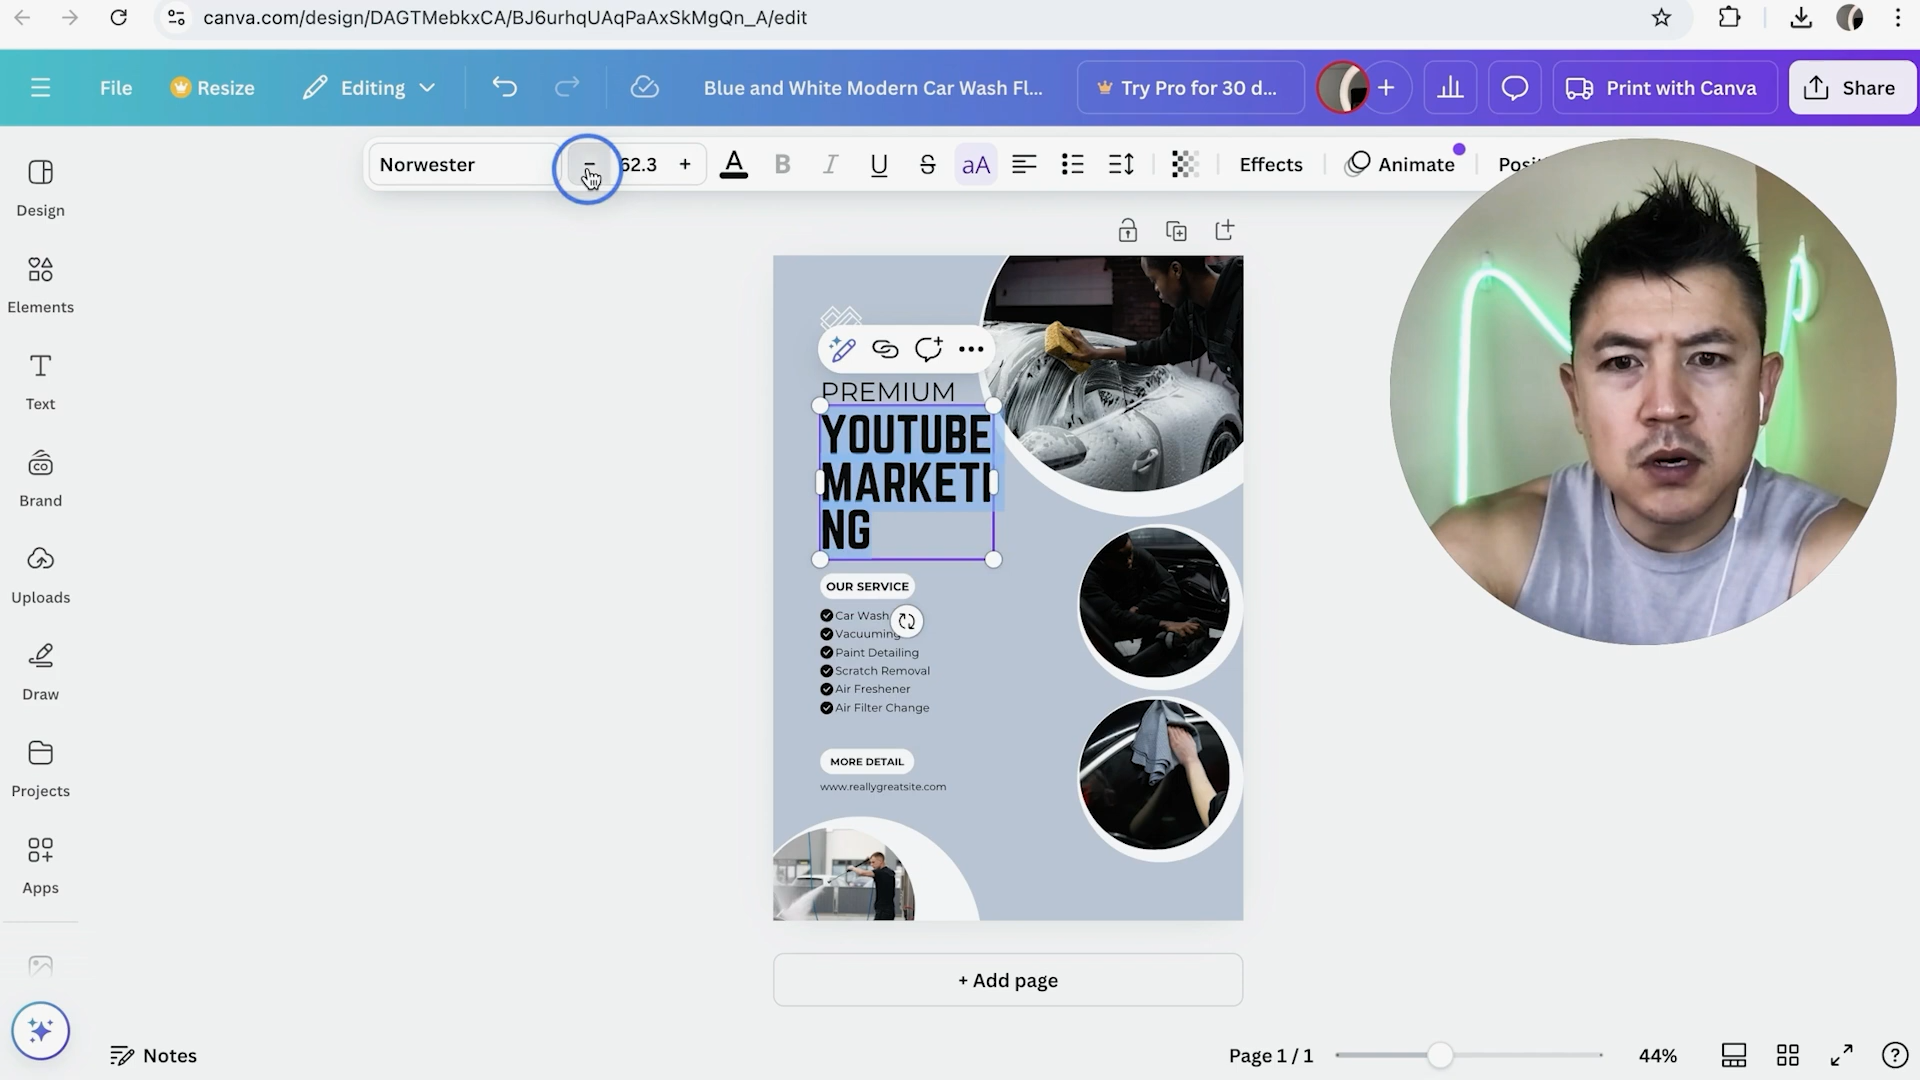 canva.com/design/DAGTMebkxCA/BJ6urhqUAqPaAxSkMgQn_A/edit
File
Resize
Editing
Blue and White Modern Car Wash Fl...
Try Pro for 30 d...
Print with Canva
Share
Norwester
- 62.3 +
A B I U S aA
Effects
Animate
Posit
Design
Elements
Text
Brand
Uploads
Draw
Projects
Apps
PREMIUM
YOUTUBE
MARKETI
NG
OUR SERVICE
Car Wash
Vacuuming
Paint Detailing
Scratch Removal
Air Freshener
Air Filter Change
MORE DETAIL
www.reallygreatsite.com
+ Add page
Notes
Page 1 / 1
44%